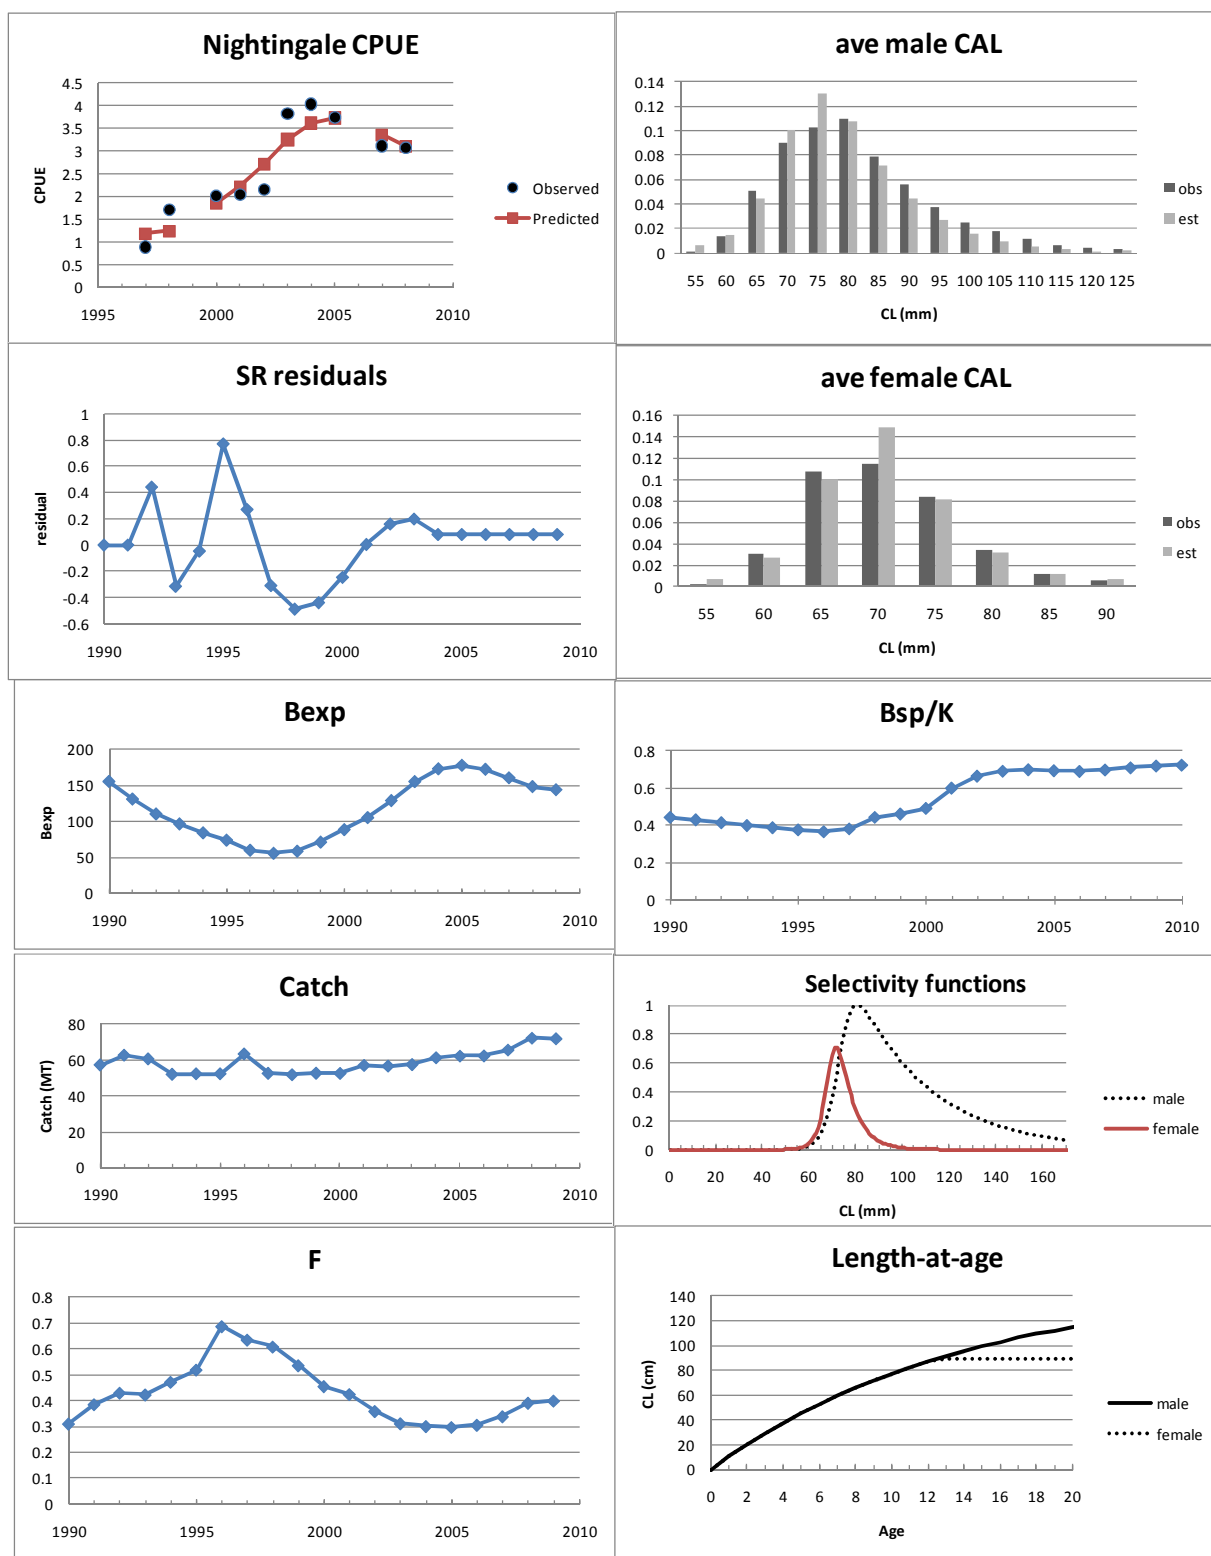 Nightingale CPUE
4.5
4
3.5
3
2.5
2
1.5
1
0.5
0
CPUE
1995 2000 2005 2010
Observed
Predicted
ave male CAL
0.14
0.12
0.1
0.08
0.06
0.04
0.02
0
55 60 65 70 75 80 85 90 95 100 105 110 115 120 125
CL (mm)
obs
est
SR residuals
1
0.8
0.6
0.4
0.2
0
-0.2
-0.4
-0.6
residual
1990 1995 2000 2005 2010
ave female CAL
0.16
0.14
0.12
0.1
0.08
0.06
0.04
0.02
0
55 60 65 70 75 80 85 90
CL (mm)
obs
est
Bexp
200
150
100
50
0
Bexp
1990 1995 2000 2005 2010
Bsp/K
0.8
0.6
0.4
0.2
0
1990 1995 2000 2005 2010
Catch
80
60
40
20
0
Catch (MT)
1990 1995 2000 2005 2010
Selectivity functions
1
0.8
0.6
0.4
0.2
0
0 20 40 60 80 100 120 140 160
CL (mm)
male
female
F
0.8
0.7
0.6
0.5
0.4
0.3
0.2
0.1
0
1990 1995 2000 2005 2010
Length-at-age
140
120
100
80
60
40
20
0
CL (cm)
0 2 4 6 8 10 12 14 16 18 20
Age
male
female